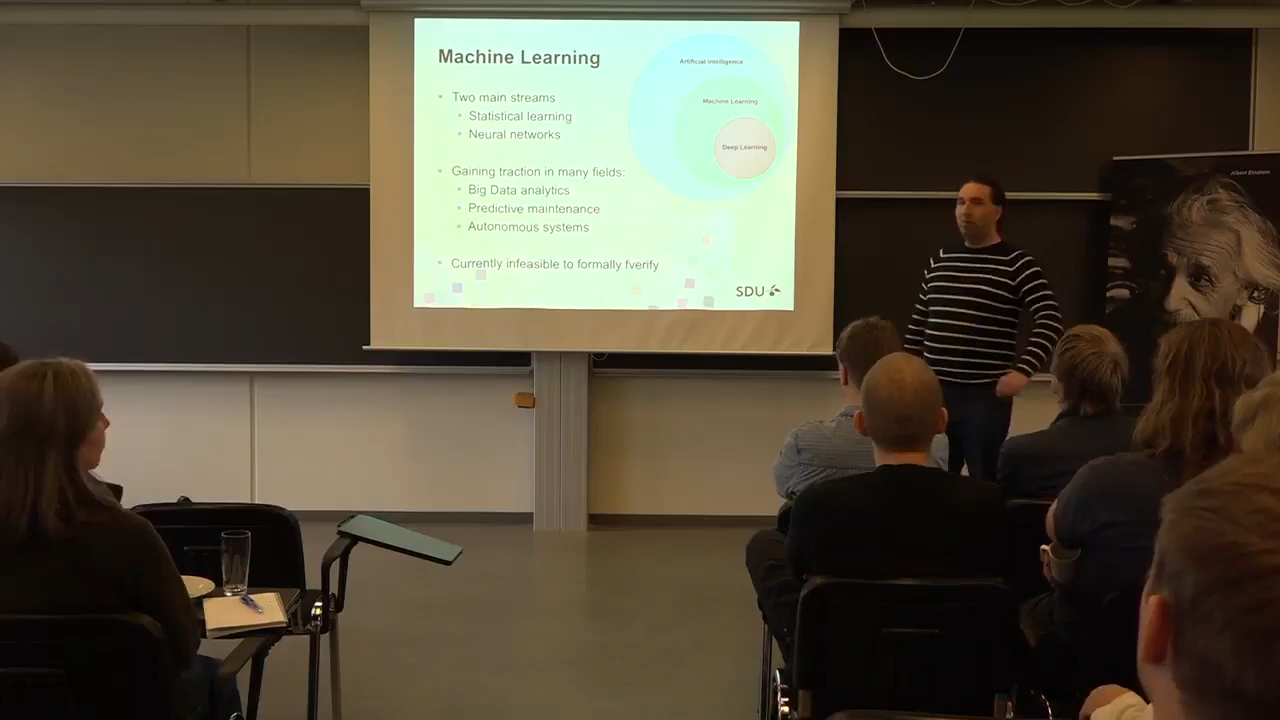 Machine Learning
Two main streams
Statistical learning
Neural networks
Gaining traction in many fields:
Big Data analytics
Predictive maintenance
Autonomous systems
Currently infeasible to formally fverify
Artificial Intelligence
Machine Learning
Deep Learning
SDU
Albert Einstein